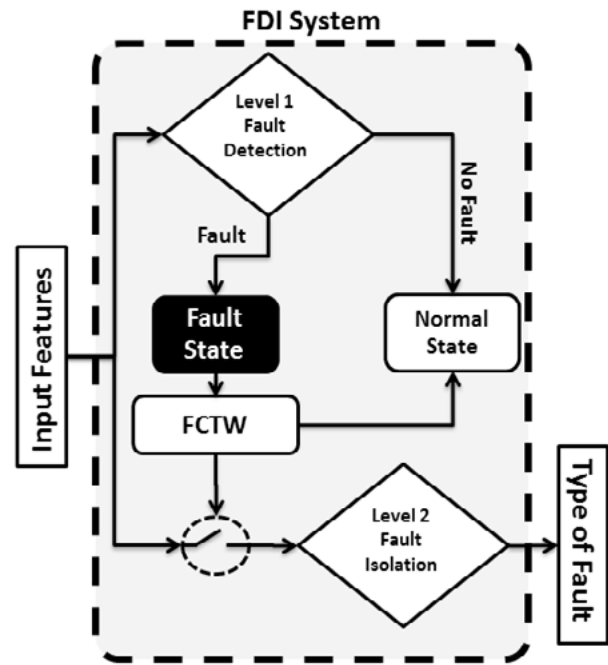 FDI System
Level 1
Fault
Detection
No Fault
Fault
Input Features
Fault
State
Normal
State
FCTW
Level 2
Fault
Isolation
Type of Fault